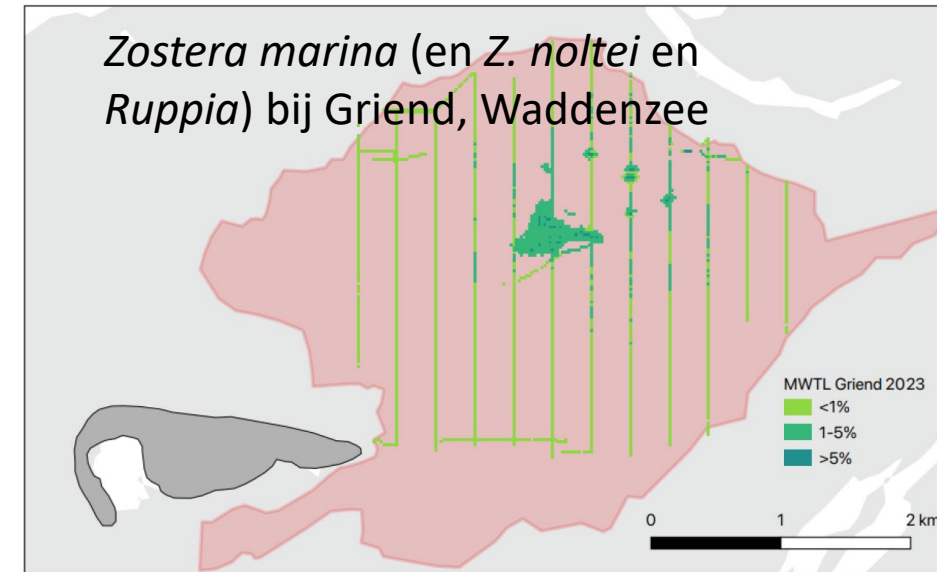 Zostera marina (en Z. noltei en
Ruppia) bij Griend, Waddenzee
MWTL Griend 2023
<1%
1-5%
>5%
0 1 2 km